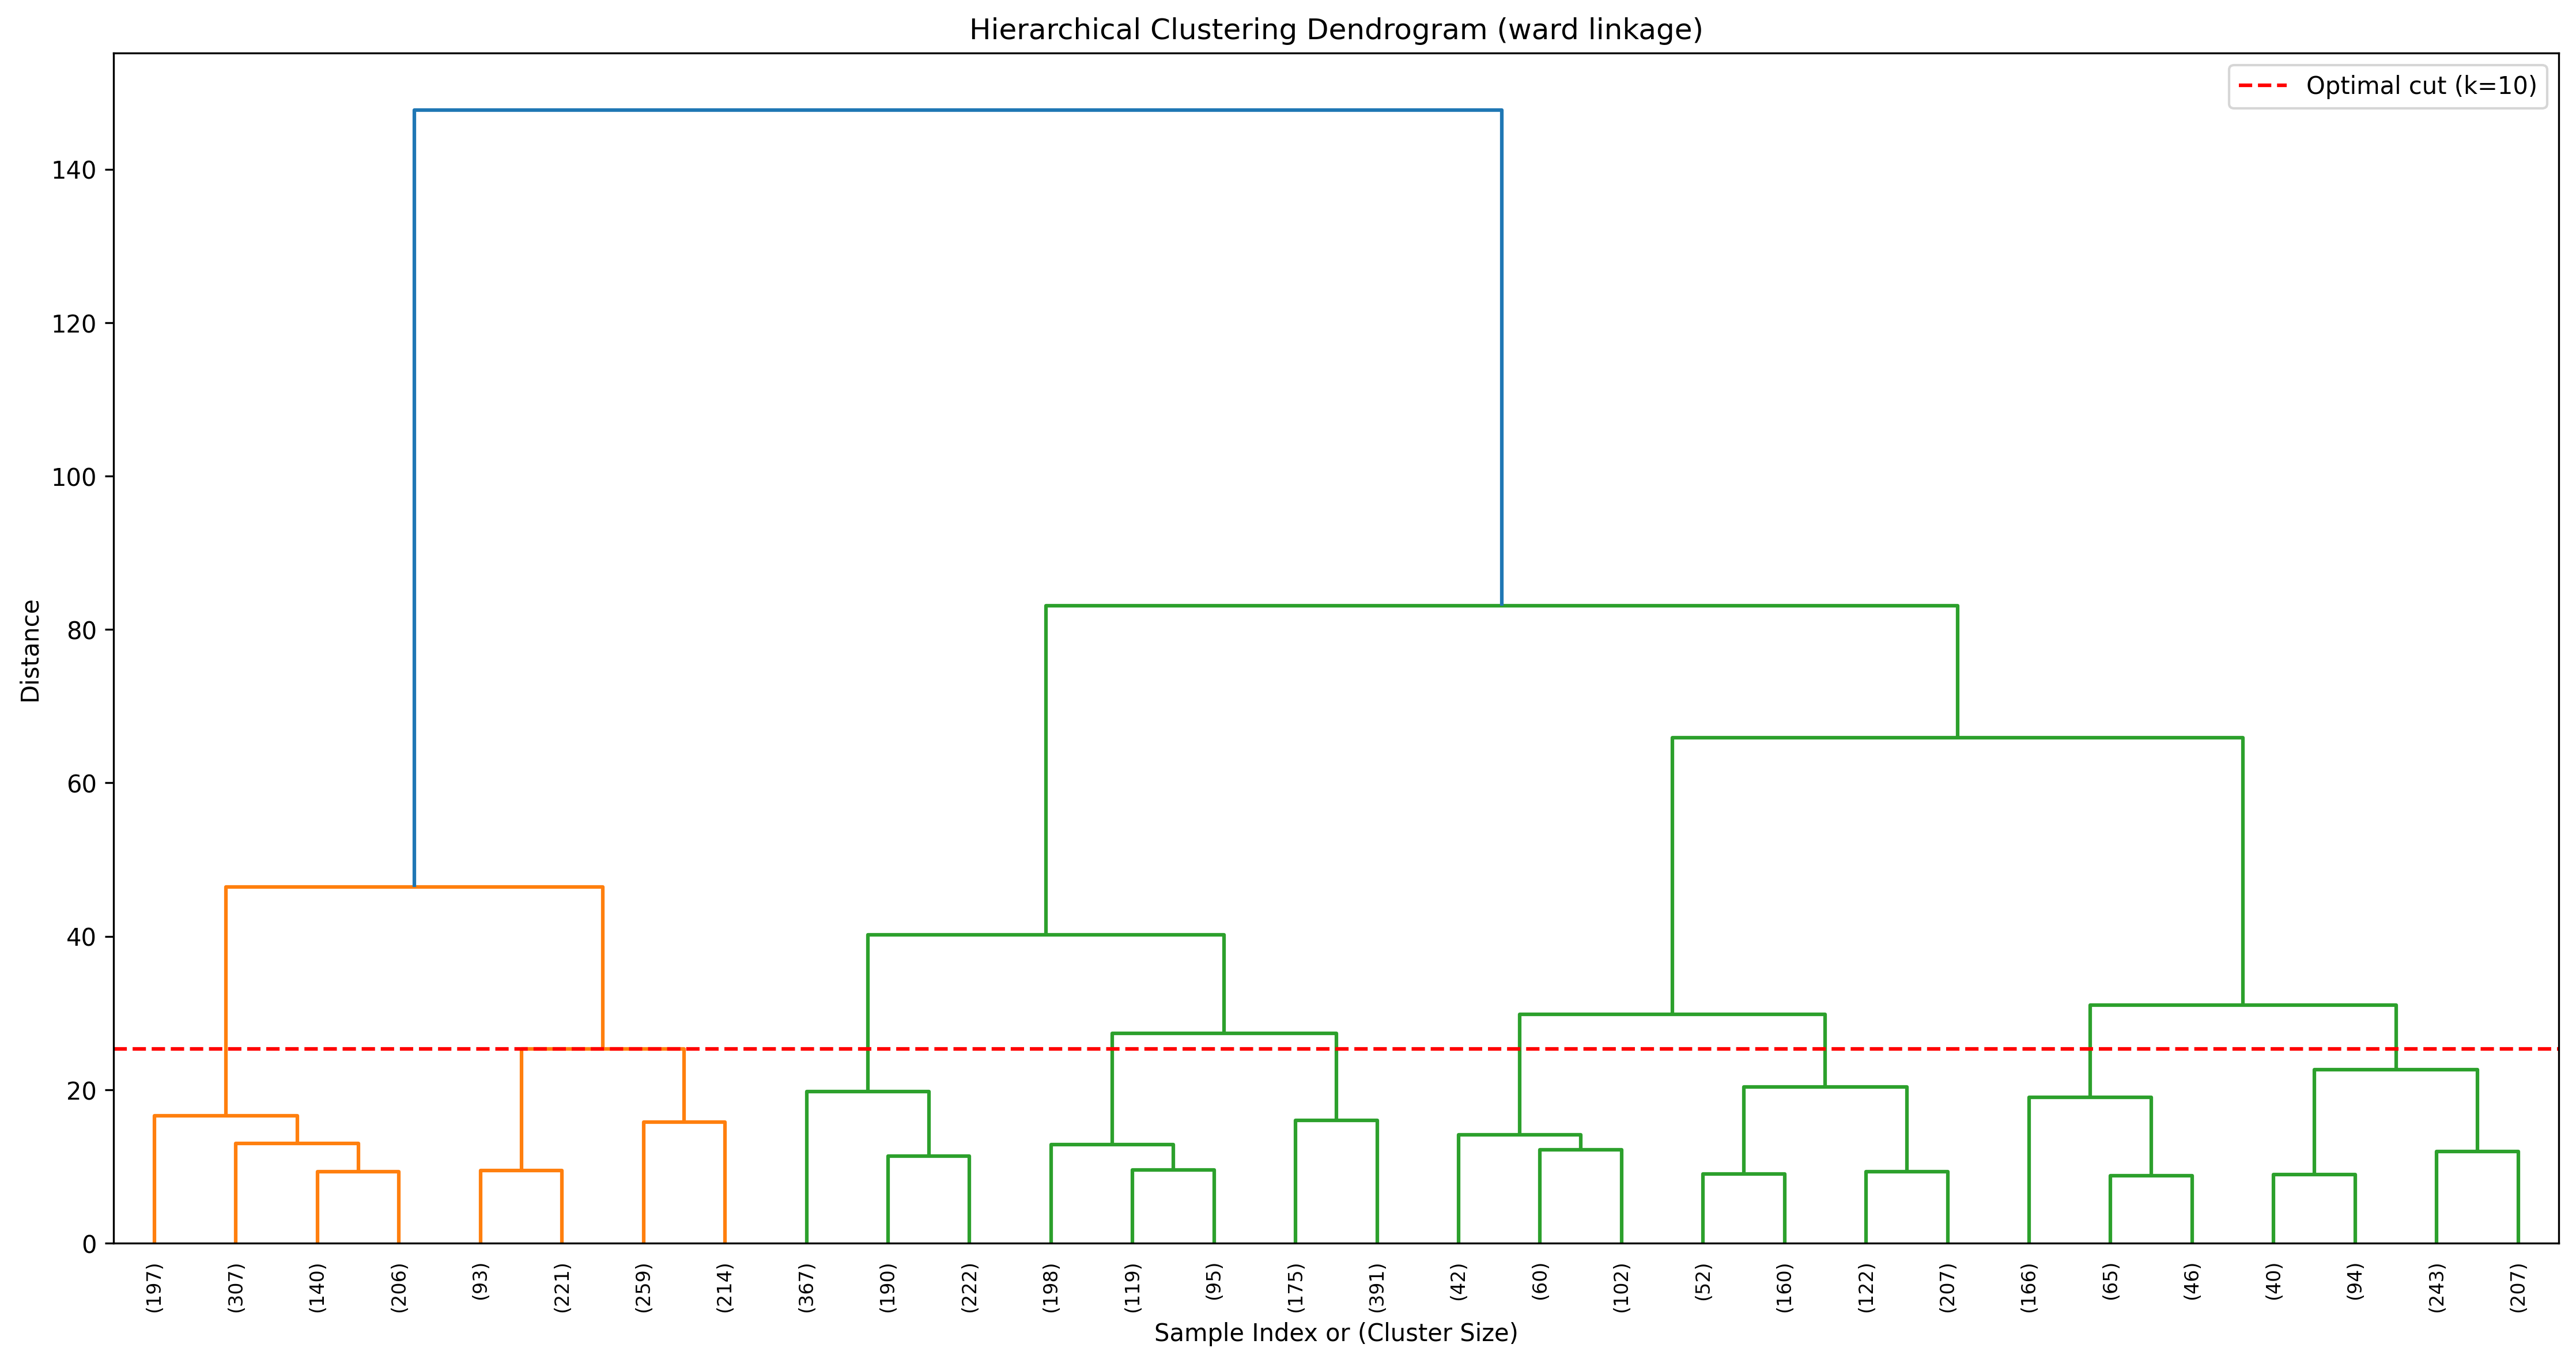 Hierarchical Clustering Dendrogram (ward linkage)
Optimal cut (k=10)
140
120
100
80
60
40
20
0
Distance
(197) (307) (140) (206) (93) (221) (259) (214) (367) (190) (222) (198) (119) (95) (175) (391) (42) (60) (102) (52) (160) (122) (207) (166) (65) (46) (40) (94) (243) (207)
Sample Index or (Cluster Size)